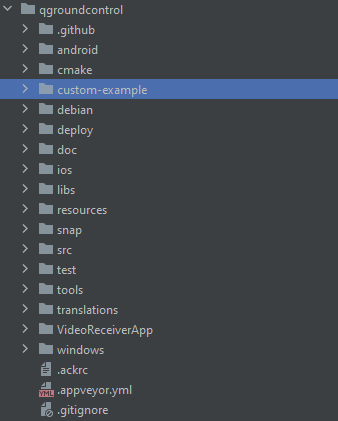 qgroundcontrol
.github
android
cmake
custom-example
debian
deploy
doc
ios
libs
resources
snap
src
test
tools
translations
VideoReceiverApp
windows
.ackrc
YML .appveyor.yml
.gitignore